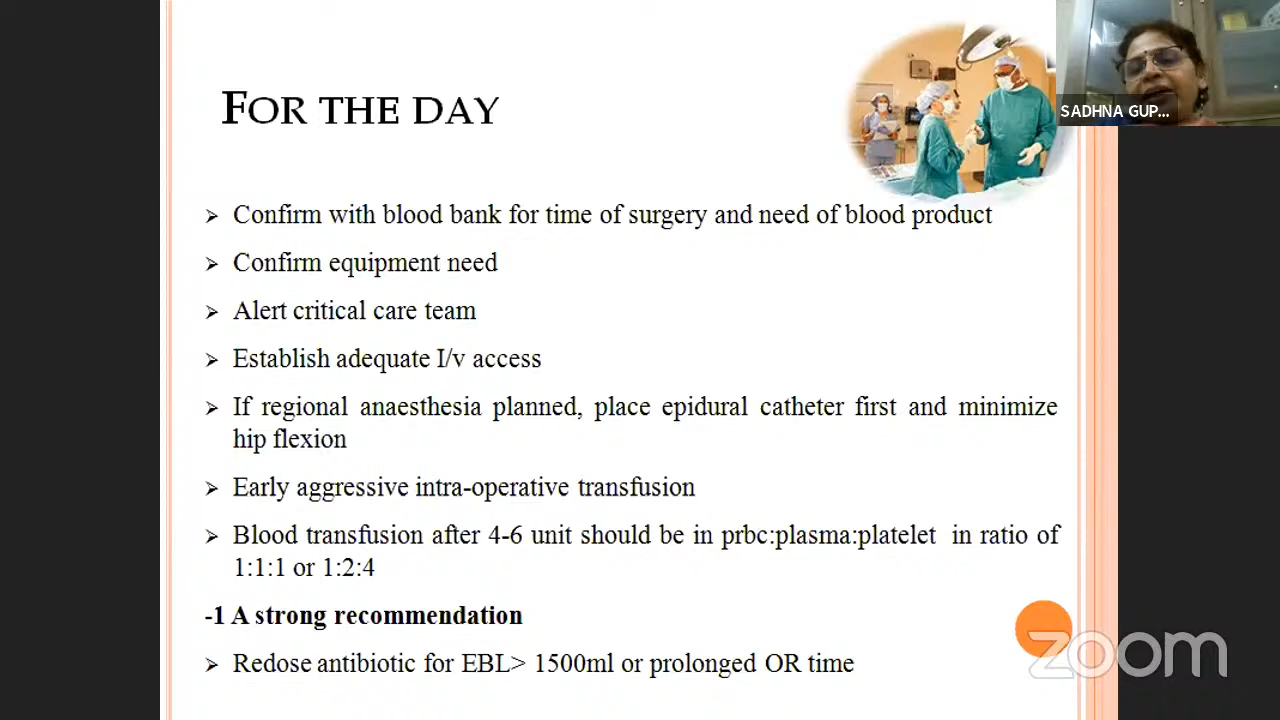 FOR THE DAY
SADHNA GUP...
Confirm with blood bank for time of surgery and need of blood product
Confirm equipment need
Alert critical care team
Establish adequate I/v access
If regional anaesthesia planned, place epidural catheter first and minimize
hip flexion
Early aggressive intra-operative transfusion
Blood transfusion after 4-6 unit should be in prbc:plasma:platelet in ratio of
1:1:1 or 1:2:4
-1 A strong recommendation
Redose antibiotic for EBL> 1500ml or prolonged OR time
zoom